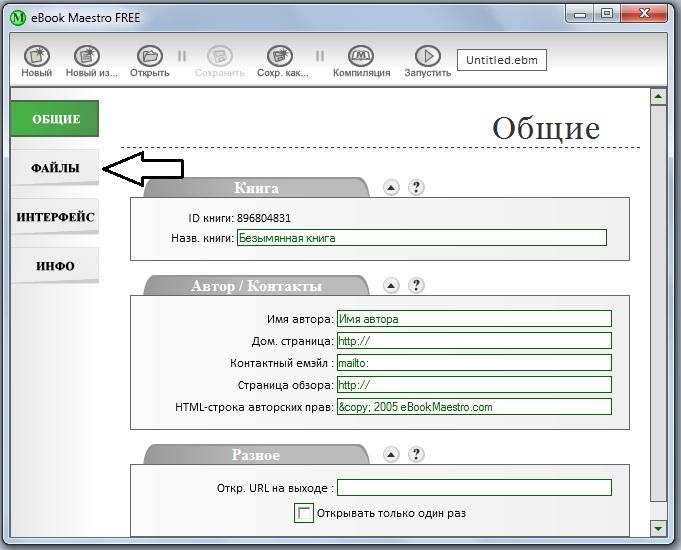 eBook Maestro FREE
Новый
Новый из...
Открыть
Сохранить
Сохр. как...
Компиляция
Запустить
Untitled.ebm
ОБЩИЕ
ФАЙЛЫ
ИНТЕРФЕЙС
ИНФО
Общие
Книга
?
ID книги: 896804831
Назв. книги: Безымянная книга
Автор / Контакты
?
Имя автора: Имя автора
Дом. страница: http://
Контактный емэйл : mailto:
Страница обзора: http://
HTML-строка авторских прав: &copy; 2005 eBookMaestro.com
Разное
?
Откр. URL на выходе :
Открывать только один раз